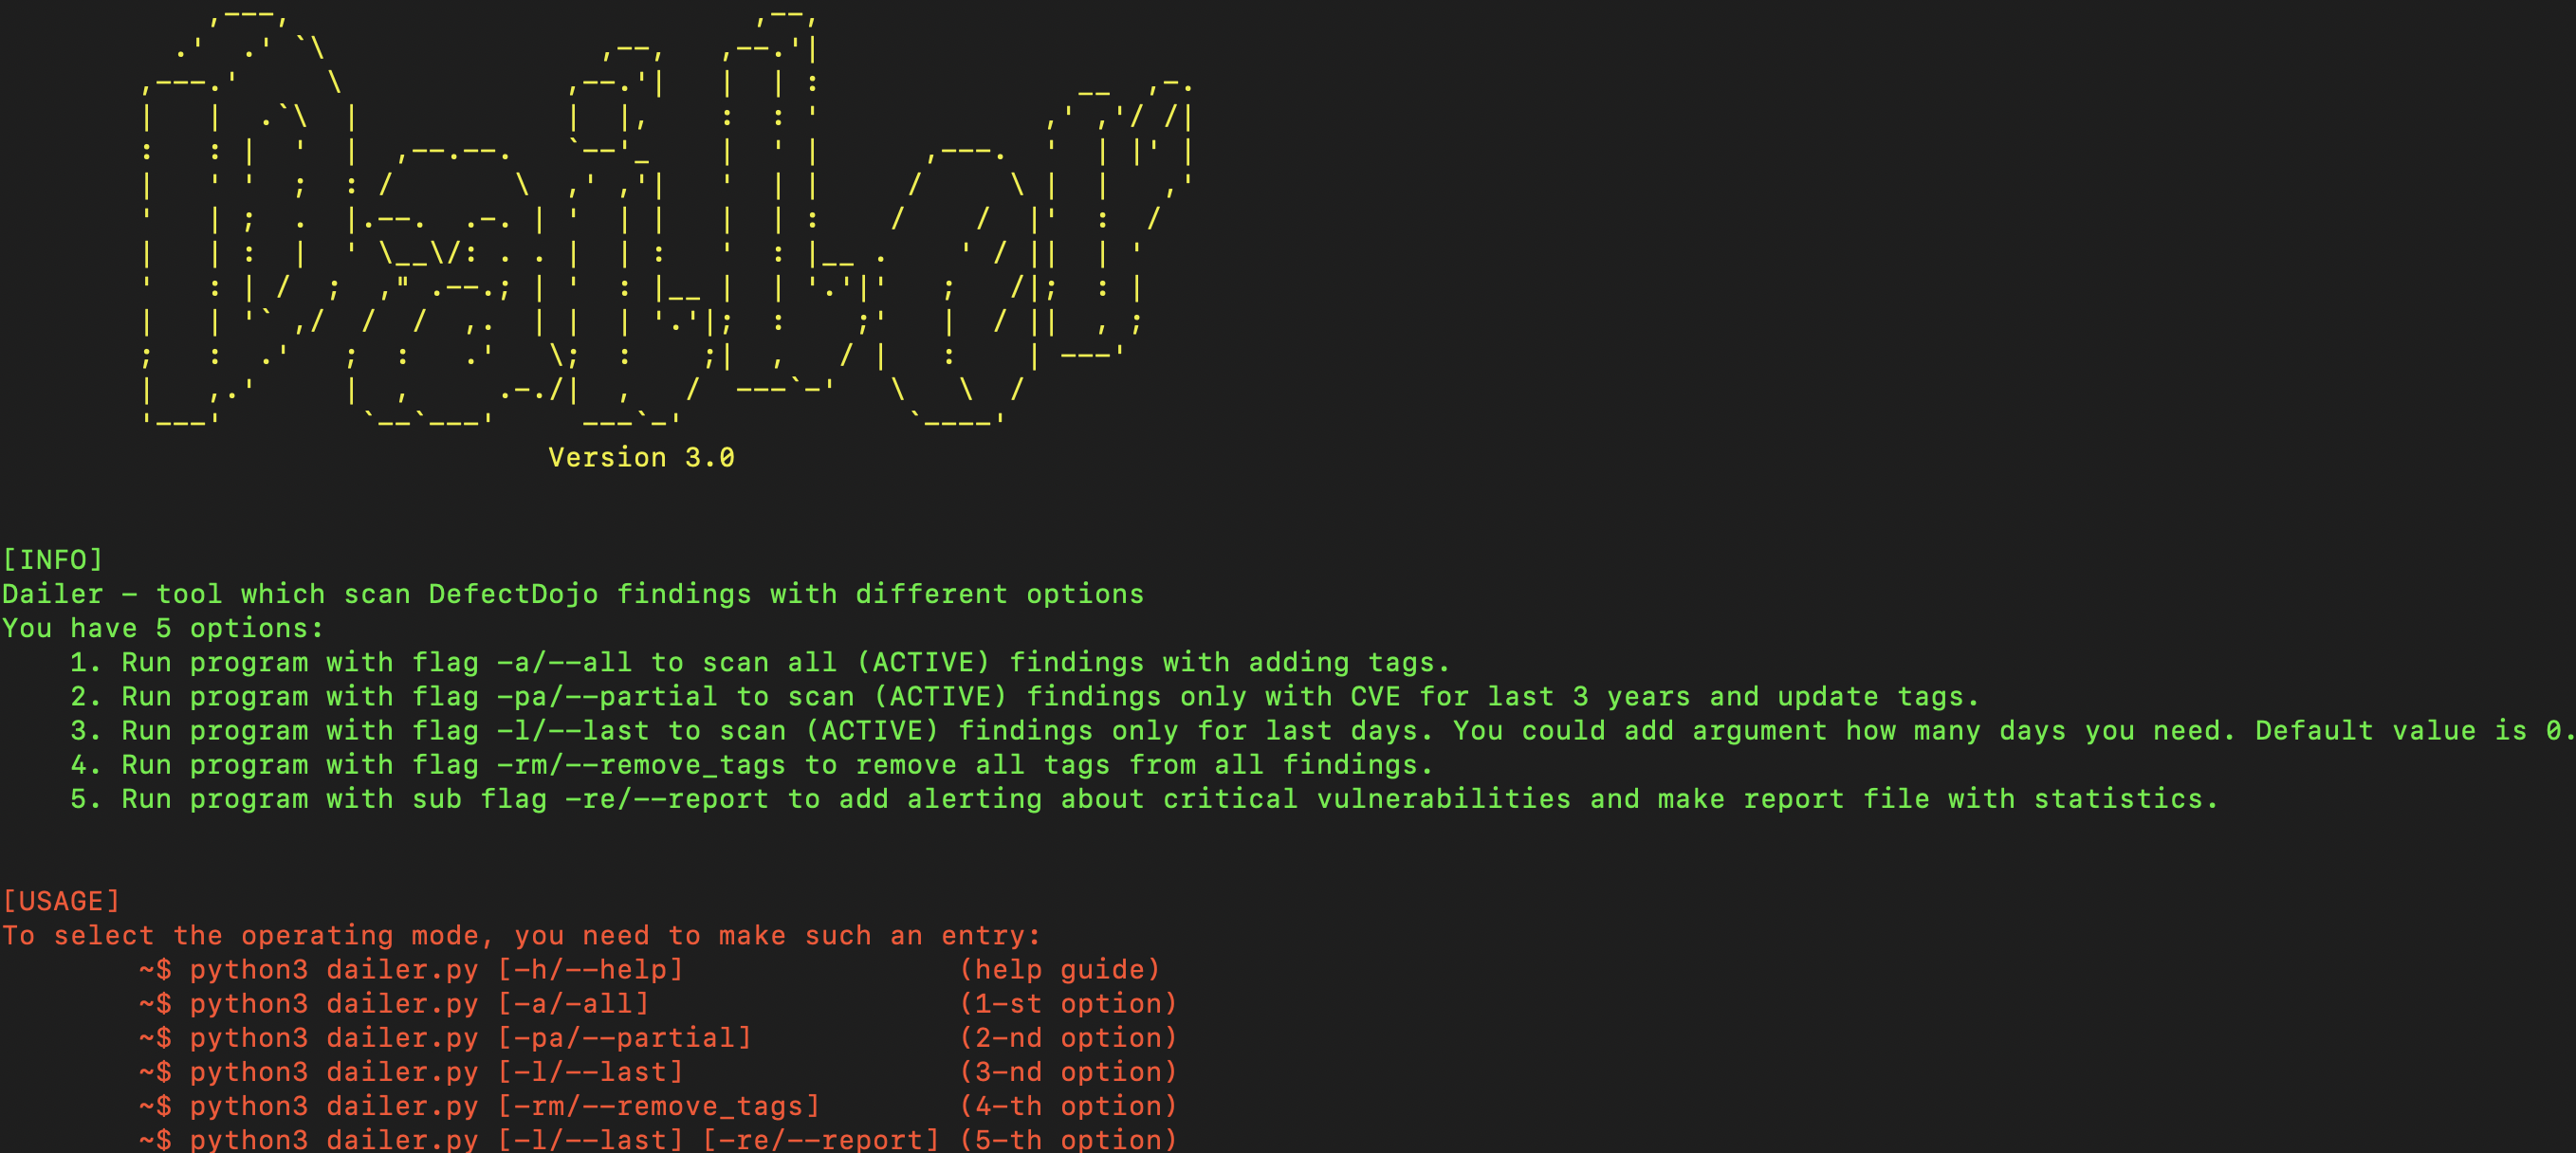 Dailer
Version 3.0
[INFO]
Dailer – tool which scan DefectDojo findings with different options
You have 5 options:
1. Run program with flag -a/--all to scan all (ACTIVE) findings with adding tags.
2. Run program with flag -pa/--partial to scan (ACTIVE) findings only with CVE for last 3 years and update tags.
3. Run program with flag -l/--last to scan (ACTIVE) findings only for last days. You could add argument how many days you need. Default value is 0.
4. Run program with flag -rm/--remove_tags to remove all tags from all findings.
5. Run program with sub flag -re/--report to add alerting about critical vulnerabilities and make report file with statistics.
[USAGE]
To select the operating mode, you need to make such an entry:
~$ python3 dailer.py [-h/--help] (help guide)
~$ python3 dailer.py [-a/-all] (1-st option)
~$ python3 dailer.py [-pa/--partial] (2-nd option)
~$ python3 dailer.py [-l/--last] (3-nd option)
~$ python3 dailer.py [-rm/--remove_tags] (4-th option)
~$ python3 dailer.py [-l/--last] [-re/--report] (5-th option)